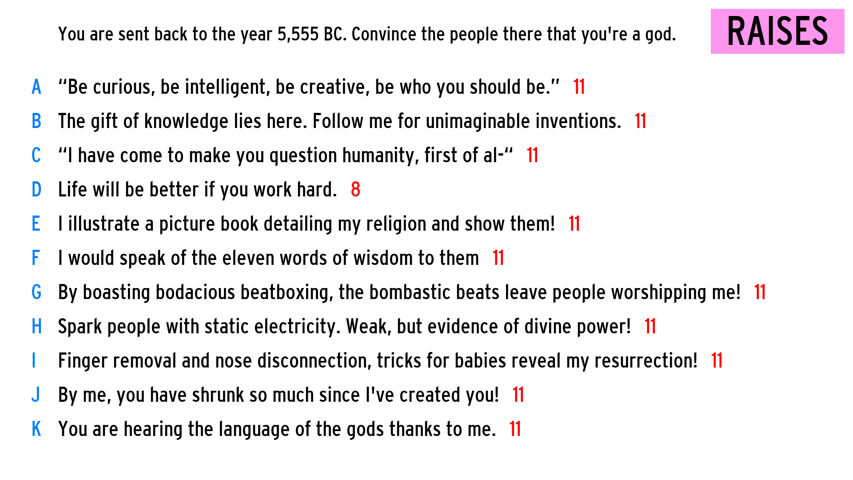 You are sent back to the year 5,555 BC. Convince the people there that you're a god.
RAISES
A “Be curious, be intelligent, be creative, be who you should be.” 11
B The gift of knowledge lies here. Follow me for unimaginable inventions. 11
C “I have come to make you question humanity, first of al-“ 11
D Life will be better if you work hard. 8
E I illustrate a picture book detailing my religion and show them! 11
F I would speak of the eleven words of wisdom to them 11
G By boasting bodacious beatboxing, the bombastic beats leave people worshipping me! 11
H Spark people with static electricity. Weak, but evidence of divine power! 11
I Finger removal and nose disconnection, tricks for babies reveal my resurrection! 11
J By me, you have shrunk so much since I've created you! 11
K You are hearing the language of the gods thanks to me. 11